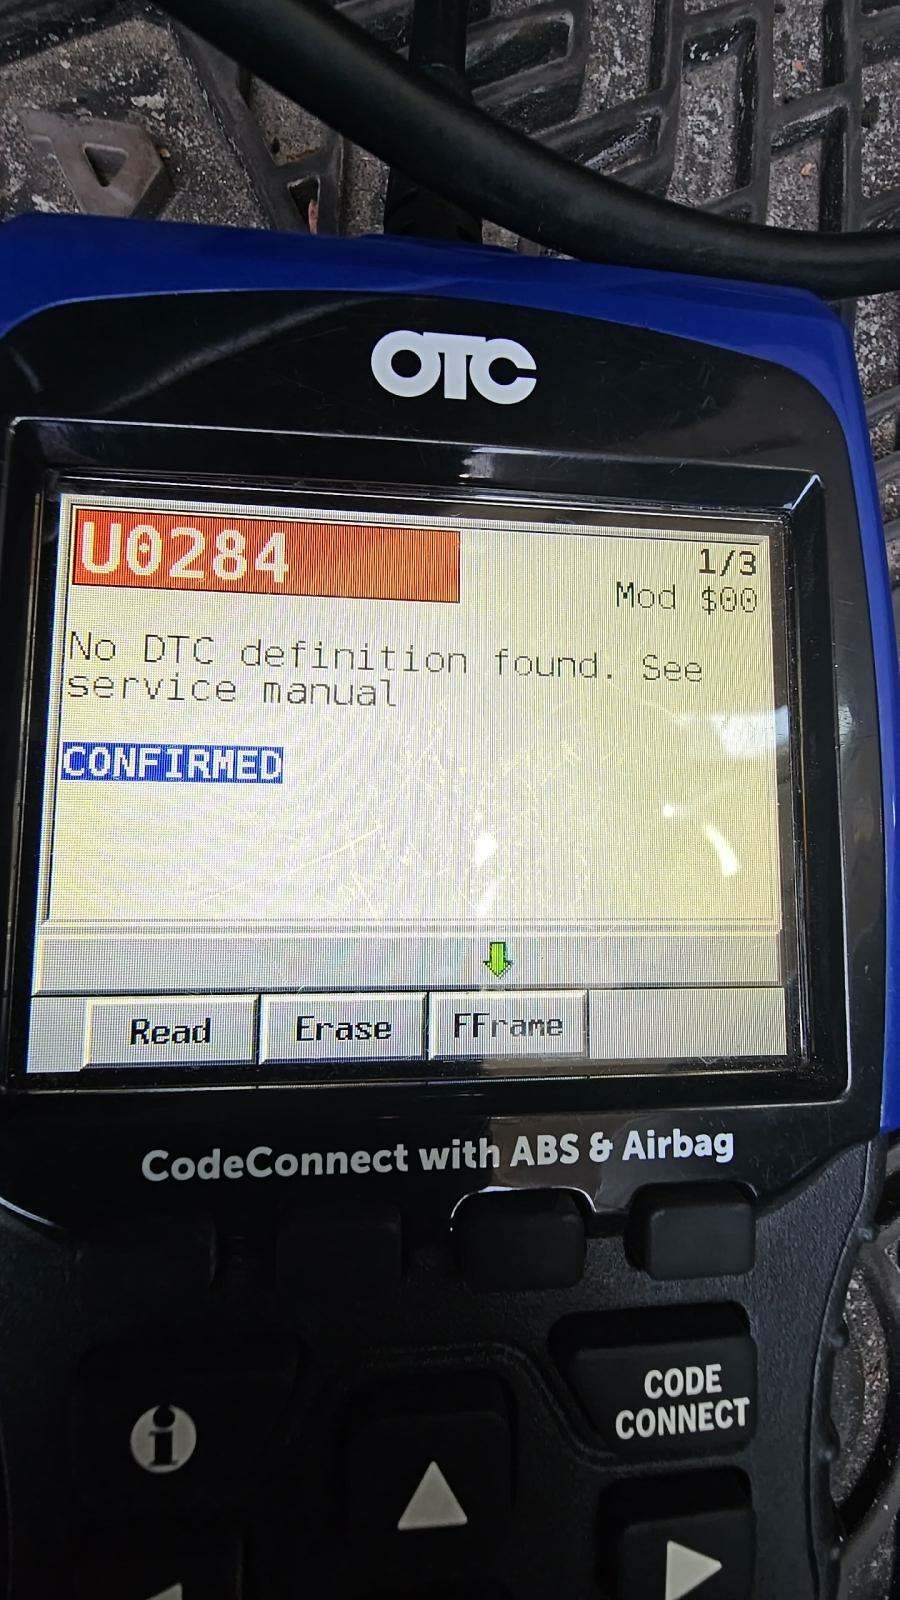 OTC
U0284
1/3
Mod $00
No DTC definition found. See
service manual
CONFIRMED
Read Erase FFrame
CodeConnect with ABS & Airbag
CODE
CONNECT
i